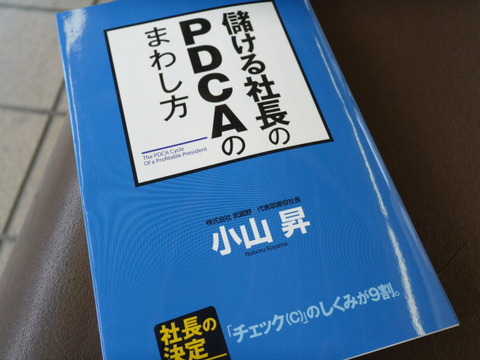 儲ける社長の
PDCAの
まわし方
The PDCA Cycle
Of a Profitable President
株式会社 武蔵野 代表取締役社長
小山 昇
Noboru Koyama
社長の
決定
「チェック(C)」のしくみが9割。